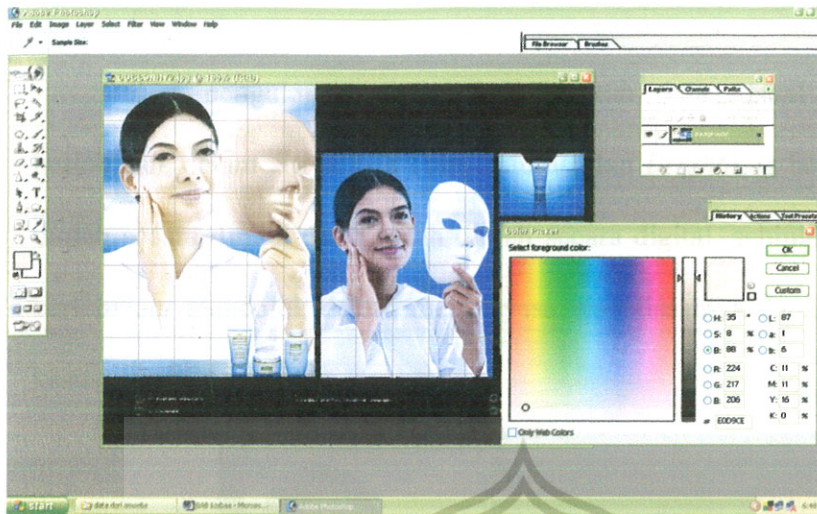 Adobe Photoshop
File Edit Image Layer Select Filter View Window Help
Sample Size:
File Browser Brushes
Layers Channels Paths
History Actions Tool Presets
Color Picker
Select foreground color:
OK
Cancel
Custom
H: 35 ° L: 87
S: 8 % a: 1
B: 88 % b: 6
R: 224 C: 11 %
G: 217 M: 11 %
B: 206 Y: 16 %
# E0D9CE K: 0 %
Only Web Colors
start
Adobe Photoshop